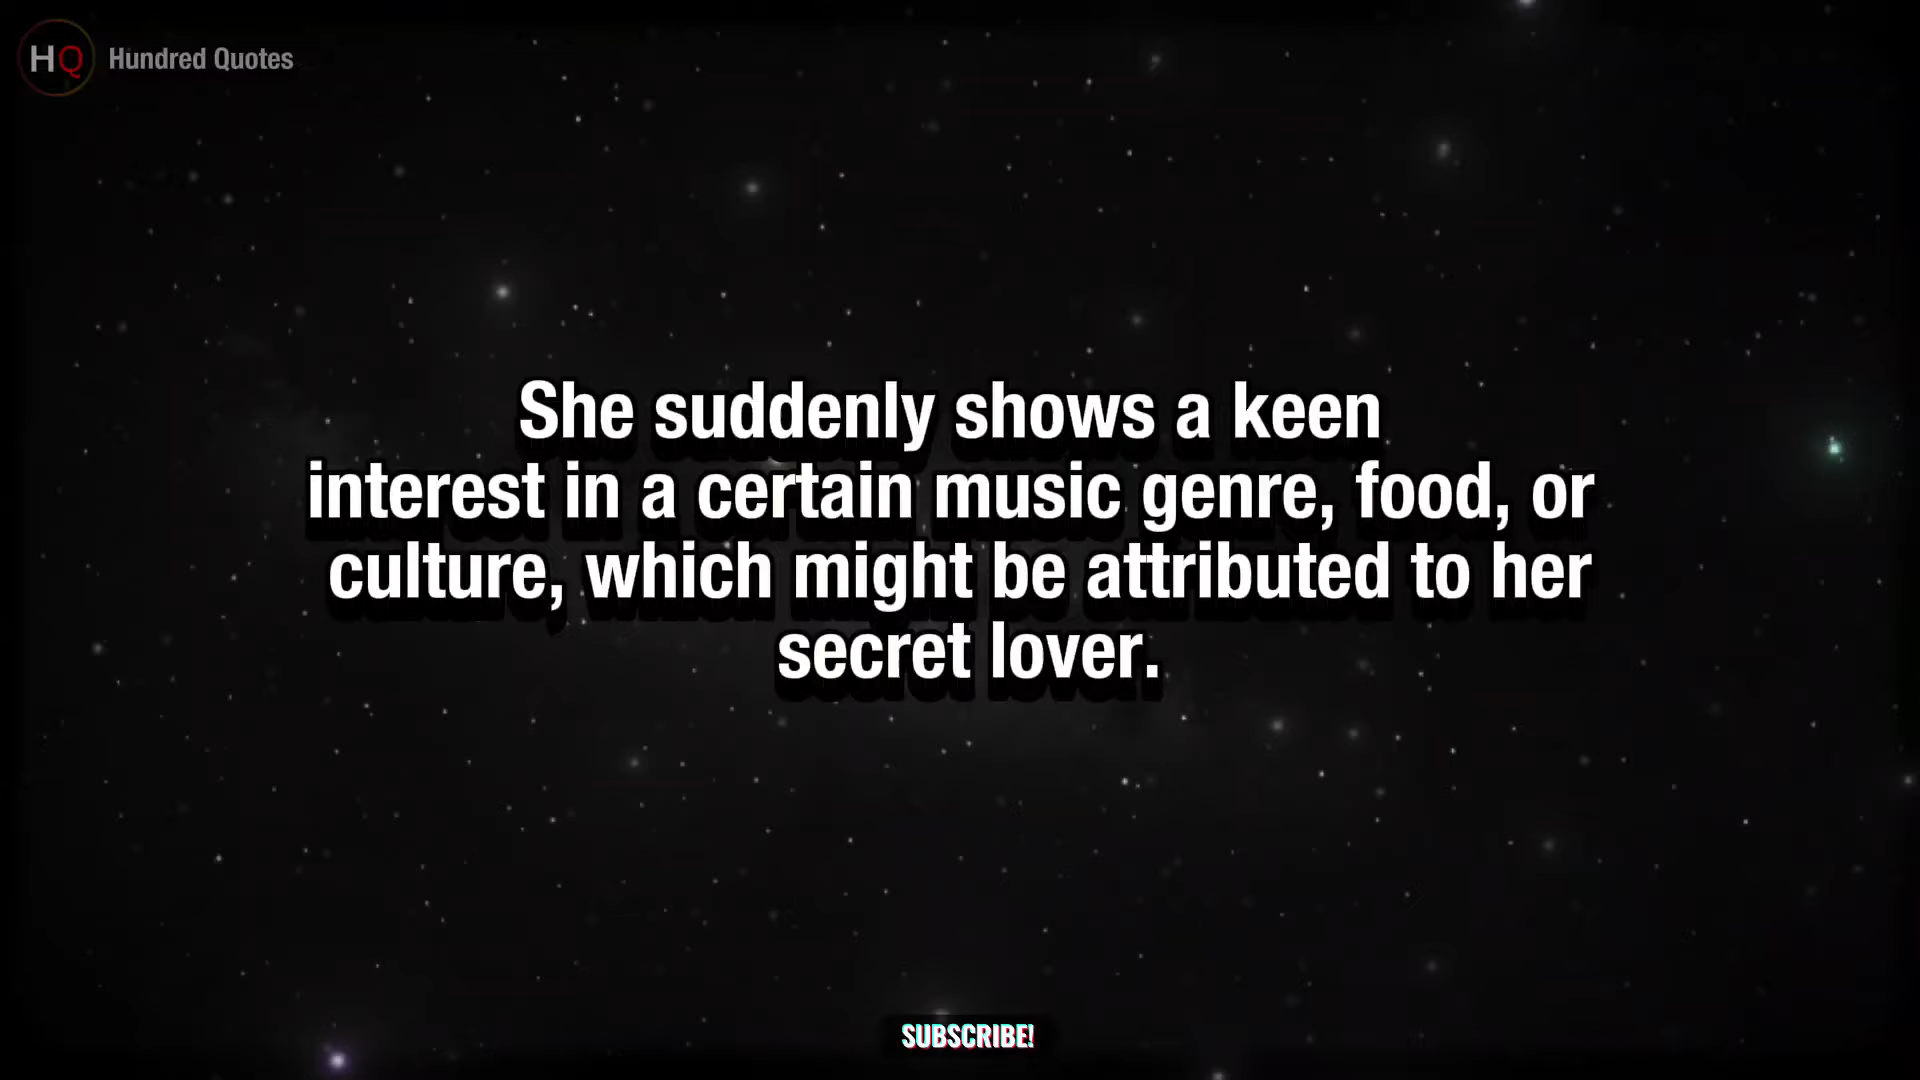 HQ Hundred Quotes
She suddenly shows a keen
interest in a certain music genre, food, or
culture, which might be attributed to her
secret lover.
SUBSCRIBE!